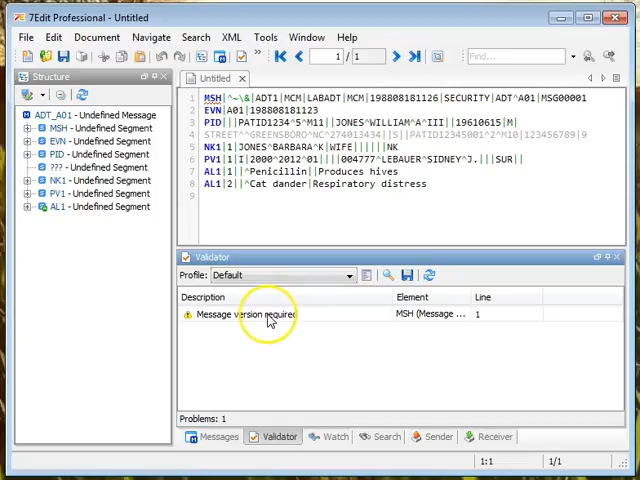 7Edit Professional - Untitled
File Edit Document Navigate Search XML Tools Window Help
1 / 1 Find...
Structure
ADT_A01 - Undefined Message
MSH - Undefined Segment
EVN - Undefined Segment
PID - Undefined Segment
??? - Undefined Segment
NK1 - Undefined Segment
PV1 - Undefined Segment
AL1 - Undefined Segment
Untitled
1 MSH|^~\&|ADT1|MCM|LABADT|MCM|198808181126|SECURITY|ADT^A01|MSG00001
2 EVN|A01|198808181123
3 PID|||PATID1234^5^M11||JONES^WILLIAM^A^III||19610615|M|
4 STREET^^GREENSBORO^NC^274013434||S||PATID12345001^2^M10|123456789|9
5 NK1|1|JONES^BARBARA^K|WIFE||||||NK
6 PV1|1|I|2000^2012^01||||004777^LEBAUER^SIDNEY^J.|||SUR||
7 AL1|1||^Penicillin||Produces hives
8 AL1|2||^Cat dander|Respiratory distress
9
Validator
Profile: Default
Description Element Line
Message version required MSH (Message ... 1
Problems: 1
Messages Validator Watch Search Sender Receiver
1:1 1/1